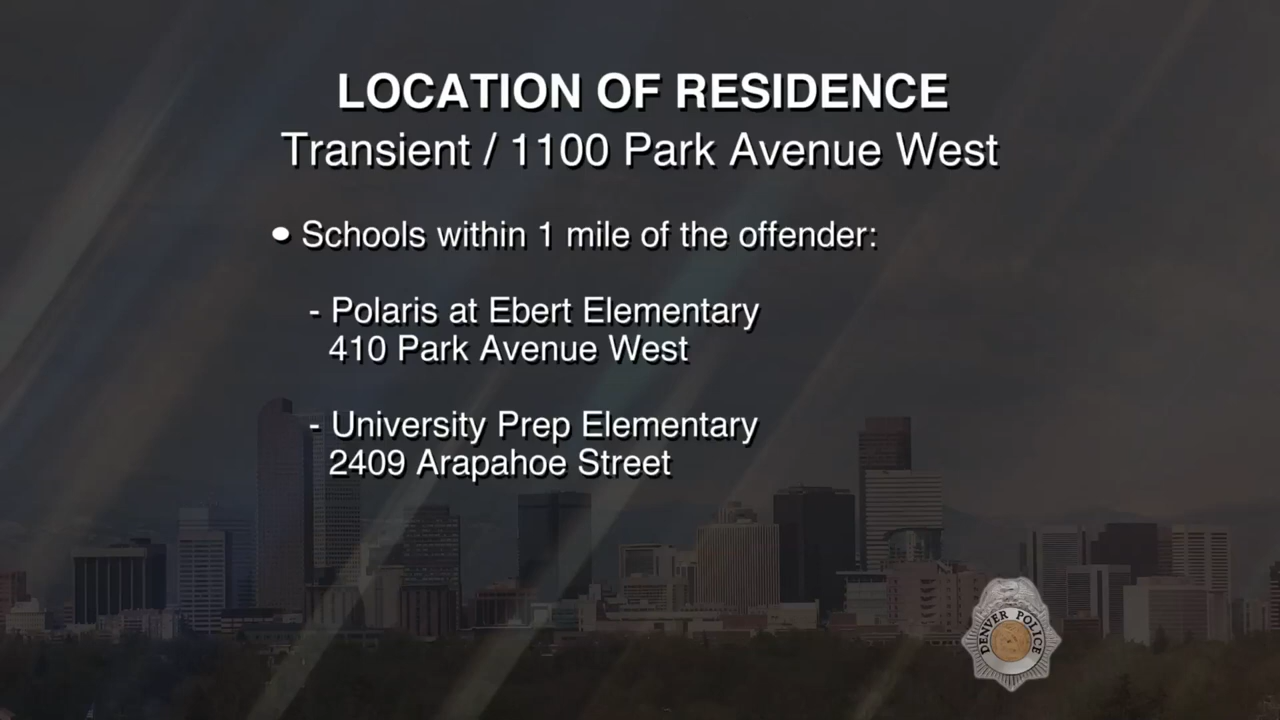 LOCATION OF RESIDENCE
Transient / 1100 Park Avenue West
• Schools within 1 mile of the offender:
- Polaris at Ebert Elementary
410 Park Avenue West
- University Prep Elementary
2409 Arapahoe Street
DENVER POLICE